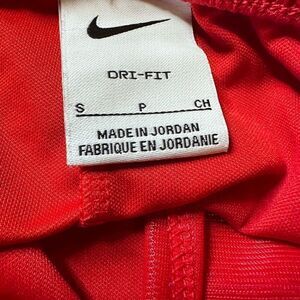 DRI-FIT
S P CH
MADE IN JORDAN
FABRIQUE EN JORDANIE